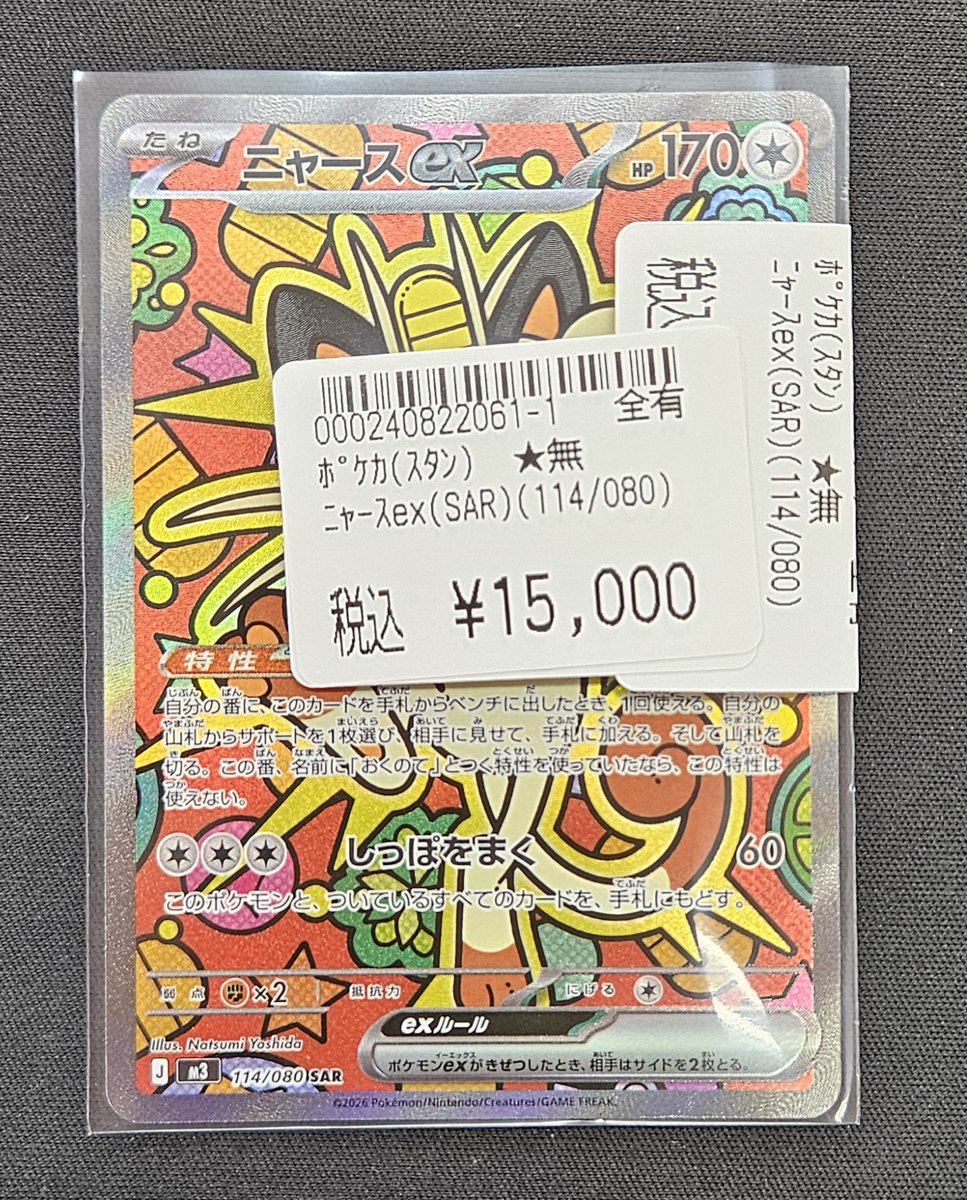 たね
ニャースex
HP 170
000240822061-1 全有
ﾎﾟｹｶ(ｽﾀﾝ) ★無
ﾆｬｰｽex(SAR)(114/080)
税込 ¥15,000
ﾎﾟｹｶ(ｽﾀﾝ) ★無
ﾆｬｰｽex(SAR)(114/080)
税込
特性
自分の番に、このカードを手札からベンチに出したとき、1回使える。自分の
山札からサポートを1枚選び、相手に見せて、手札に加える。そして山札を
切る。この番、名前に「おくのて」とつく特性を使っていたなら、この特性は
使えない。
しっぽをまく 60
このポケモンと、ついているすべてのカードを、手札にもどす。
弱点 ×2 抵抗力 にげる
exルール
ポケモンexがきぜつしたとき、相手はサイドを2枚とる。
Illus. Natsumi Yoshida
J M3 114/080 SAR
©2026 Pokémon/Nintendo/Creatures/GAME FREAK.